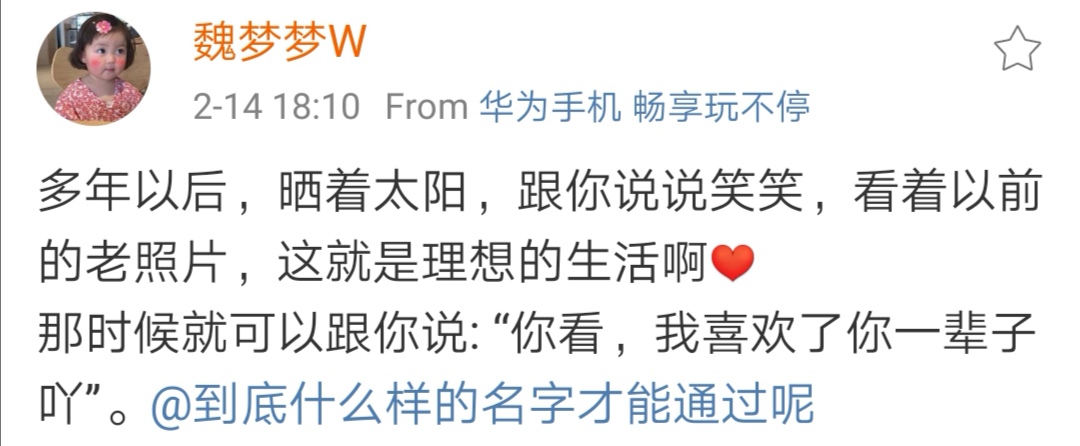 魏梦梦W
2-14 18:10 From 华为手机 畅享玩不停
多年以后，晒着太阳，跟你说说笑笑，看着以前
的老照片，这就是理想的生活啊❤
那时候就可以跟你说: “你看，我喜欢了你一辈子
吖”。@到底什么样的名字才能通过呢